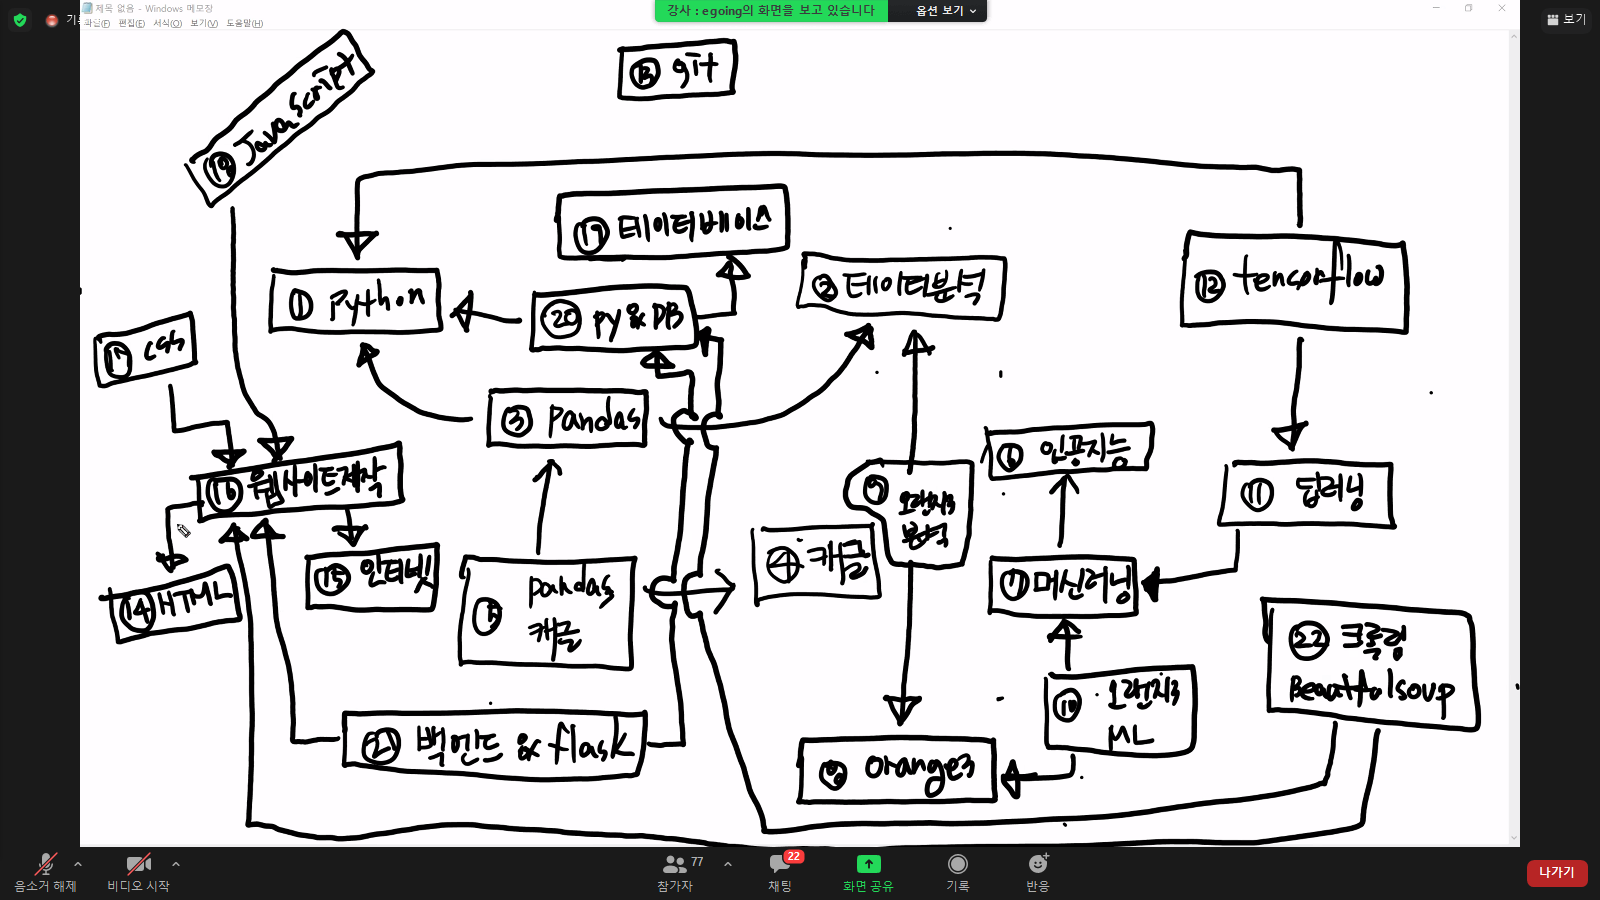 제목 없음 - Windows 메모장
파일(F) 편집(E) 서식(O) 보기(V) 도움말(H)
강사 : egoing의 화면을 보고 있습니다
옵션 보기
보기
⑬ git
⑲ Javascript
⑲ 데이터베이스
① Python
⑳ py & DB
② 데이터분석
⑫ tensorflow
⑰ css
③ Pandas
⑥ 인공지능
⑯ 웹사이트제작
⑨ 오랜지3
분석
⑪ 딥러닝
⑮ 인터넷
④ 캐글
⑭ HTML
⑤ pandas
캐글
⑦ 머신러닝
㉒ 크롤링
Beautifulsoup
⑩ 오랜지3
ML
㉑ 백엔드 & flask
⑧ Orange3
음소거 해제
비디오 시작
77
참가자
22
채팅
화면 공유
기록
반응
나가기